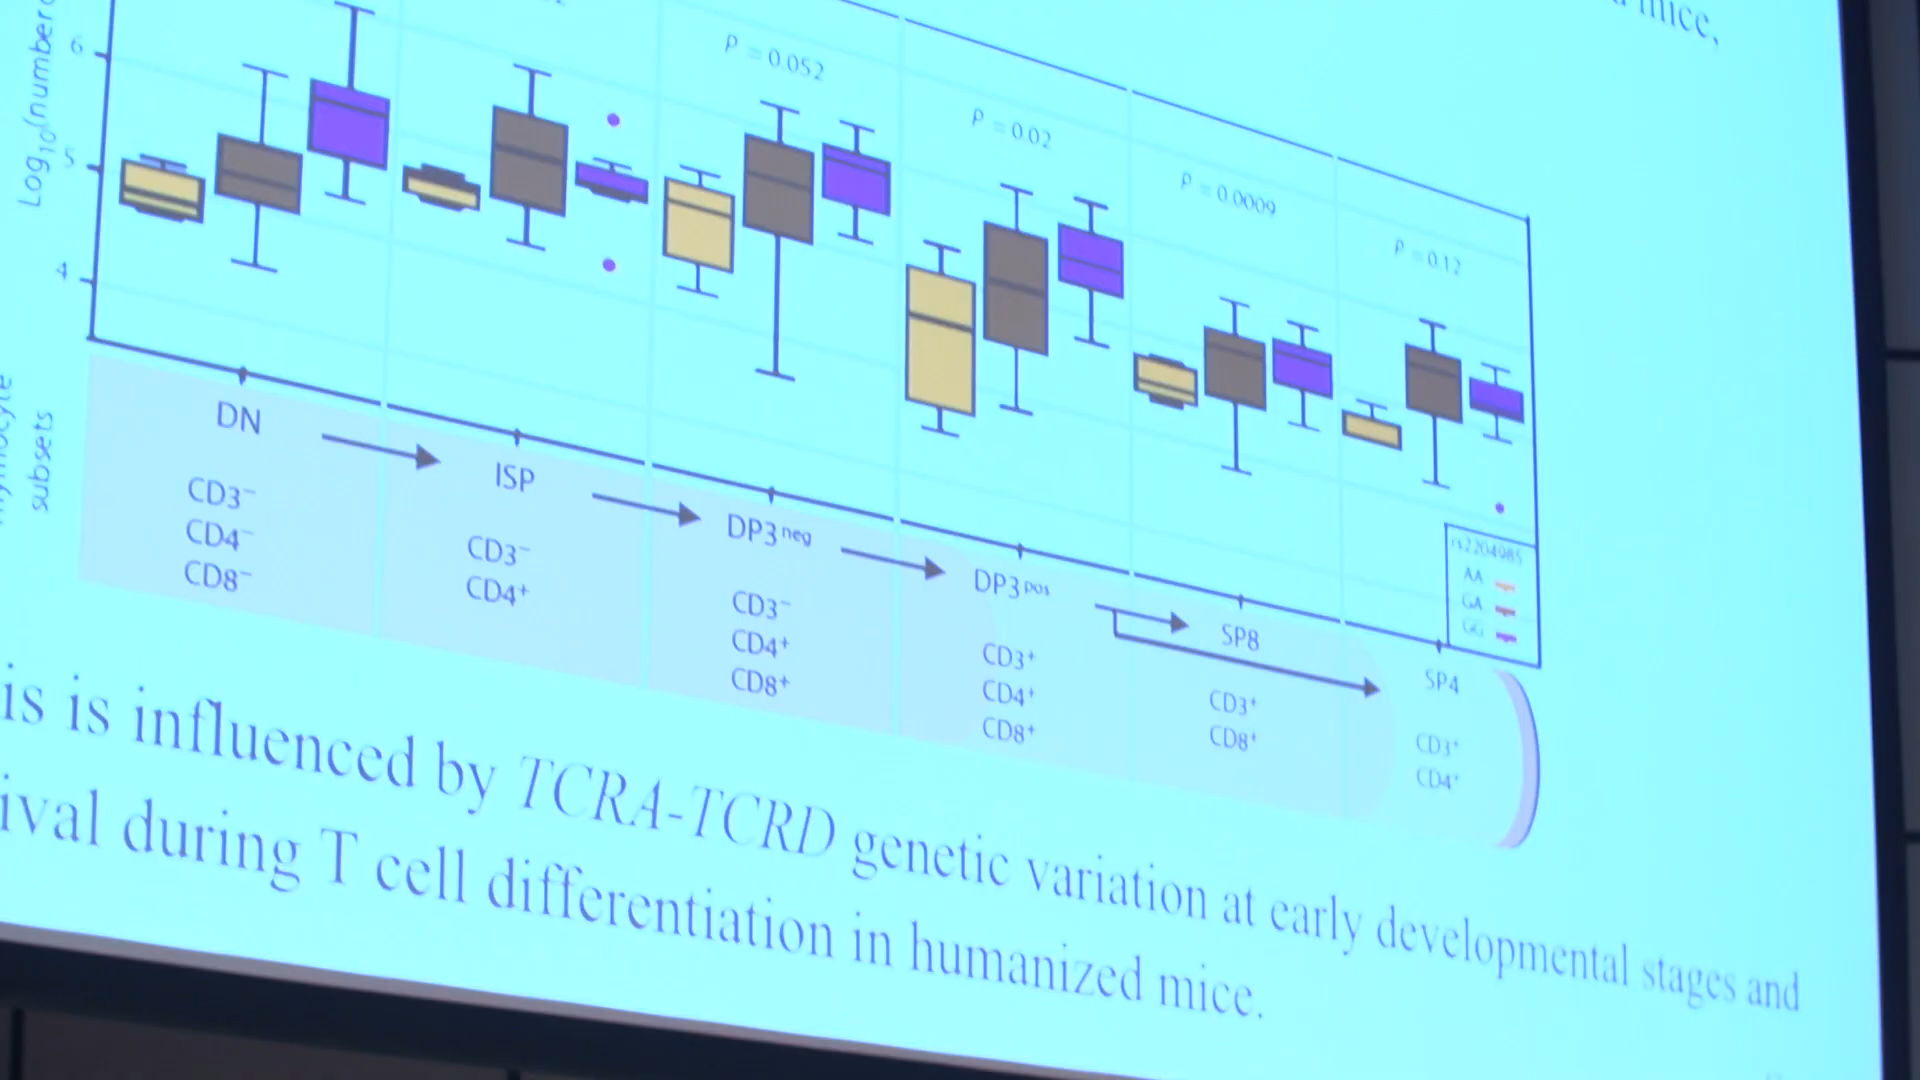 mice,
Log10(number
6
5
4
P = 0.052
P = 0.02
P = 0.0009
P = 0.12
subsets
DN
CD3⁻
CD4⁻
CD8⁻
ISP
CD3⁻
CD4⁺
DP3neg
CD3⁻
CD4⁺
CD8⁺
DP3pos
CD3⁺
CD4⁺
CD8⁺
SP8
CD3⁺
CD8⁺
SP4
CD3⁺
CD4⁺
rs2204985
AA
GA
GG
is is influenced by TCRA-TCRD genetic variation at early developmental stages and
ival during T cell differentiation in humanized mice.